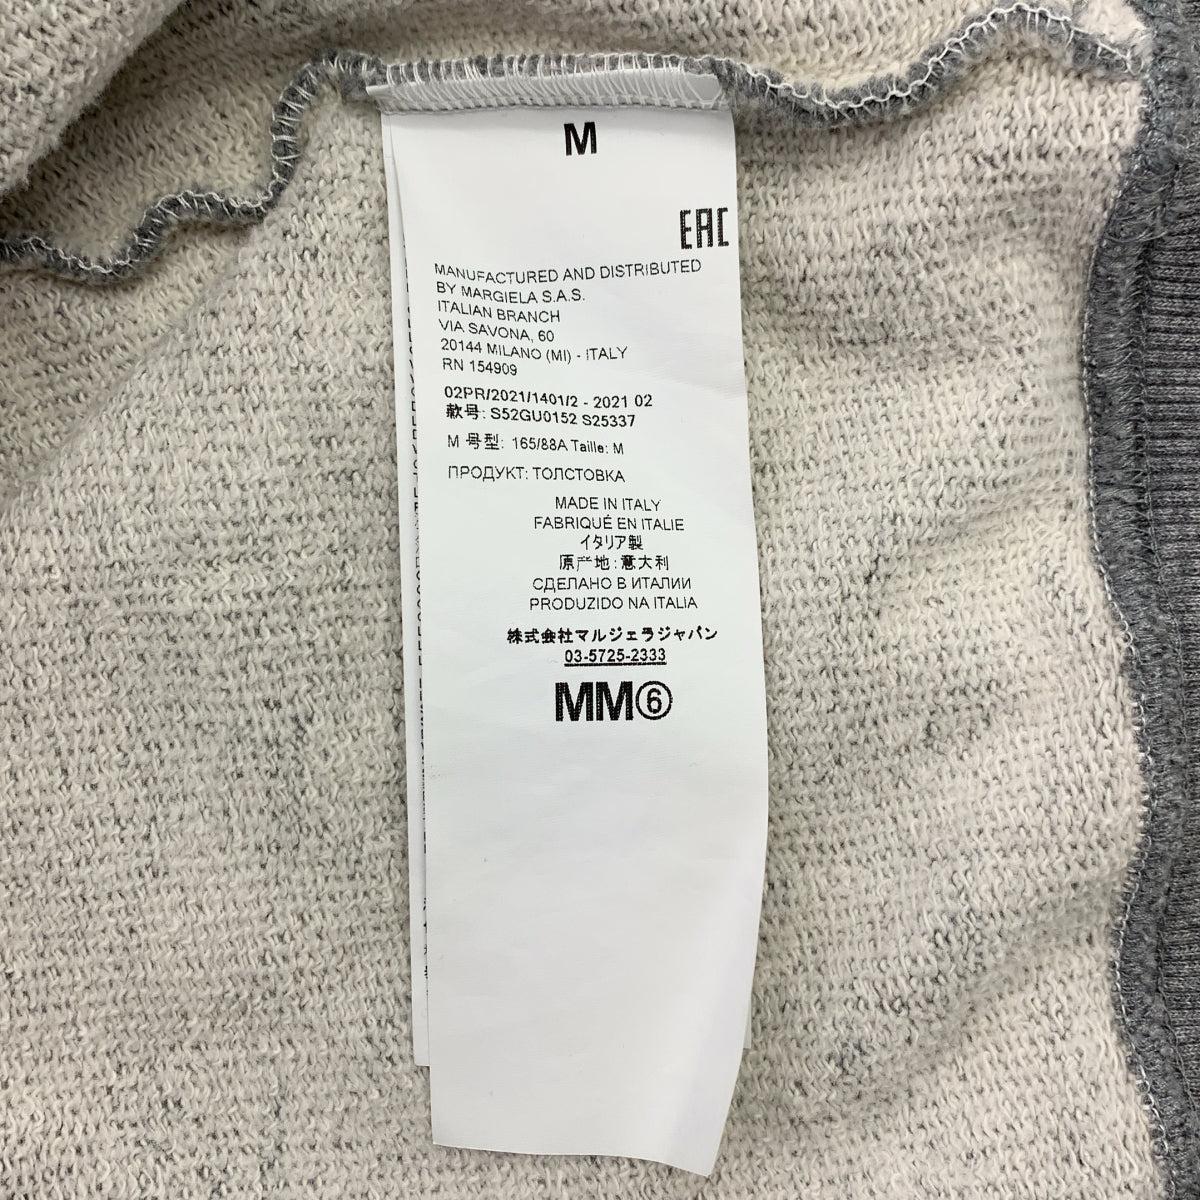 M
EAC
MANUFACTURED AND DISTRIBUTED
BY MARGIELA S.A.S.
ITALIAN BRANCH
VIA SAVONA, 60
20144 MILANO (MI) - ITALY
RN 154909
02PR/2021/1401/2 - 2021 02
款号: S52GU0152 S25337
M 号型: 165/88A Taille: M
ПРОДУКТ: ТОЛСТОВКА
MADE IN ITALY
FABRIQUÉ EN ITALIE
イタリア製
原产地:意大利
СДЕЛАНО В ИТАЛИИ
PRODUZIDO NA ITALIA
株式会社マルジェラジャパン
03-5725-2333
MM⑥